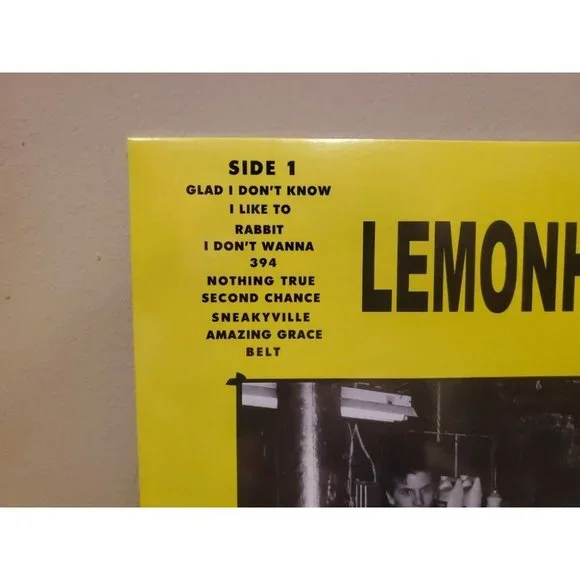 SIDE 1
GLAD I DON'T KNOW
I LIKE TO
RABBIT
I DON'T WANNA
394
NOTHING TRUE
SECOND CHANCE
SNEAKYVILLE
AMAZING GRACE
BELT
LEMONH